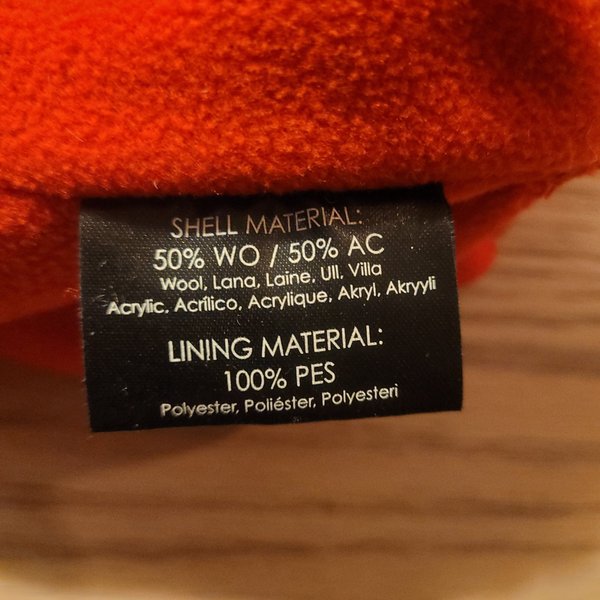 SHELL MATERIAL:
50% WO / 50% AC
Wool, Lana, Laine, Ull, Villa
Acrylic, Acrílico, Acrylique, Akryl, Akryyli
LINING MATERIAL:
100% PES
Polyester, Poliéster, Polyesteri